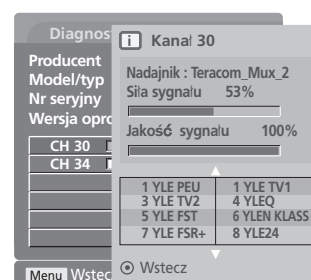 Diagnos
Producent
Model/typ
Nr seryjny
Wersja opro
CH 30
CH 34
Menu Wstec
i Kanał 30
Nadajnik : Teracom_Mux_2
Siła sygnału 53%
Jakość sygnału 100%
1 YLE PEU 1 YLE TV1
3 YLE TV2 4 YLEQ
5 YLE FST 6 YLEN KLASS
7 YLE FSR+ 8 YLE24
Wstecz